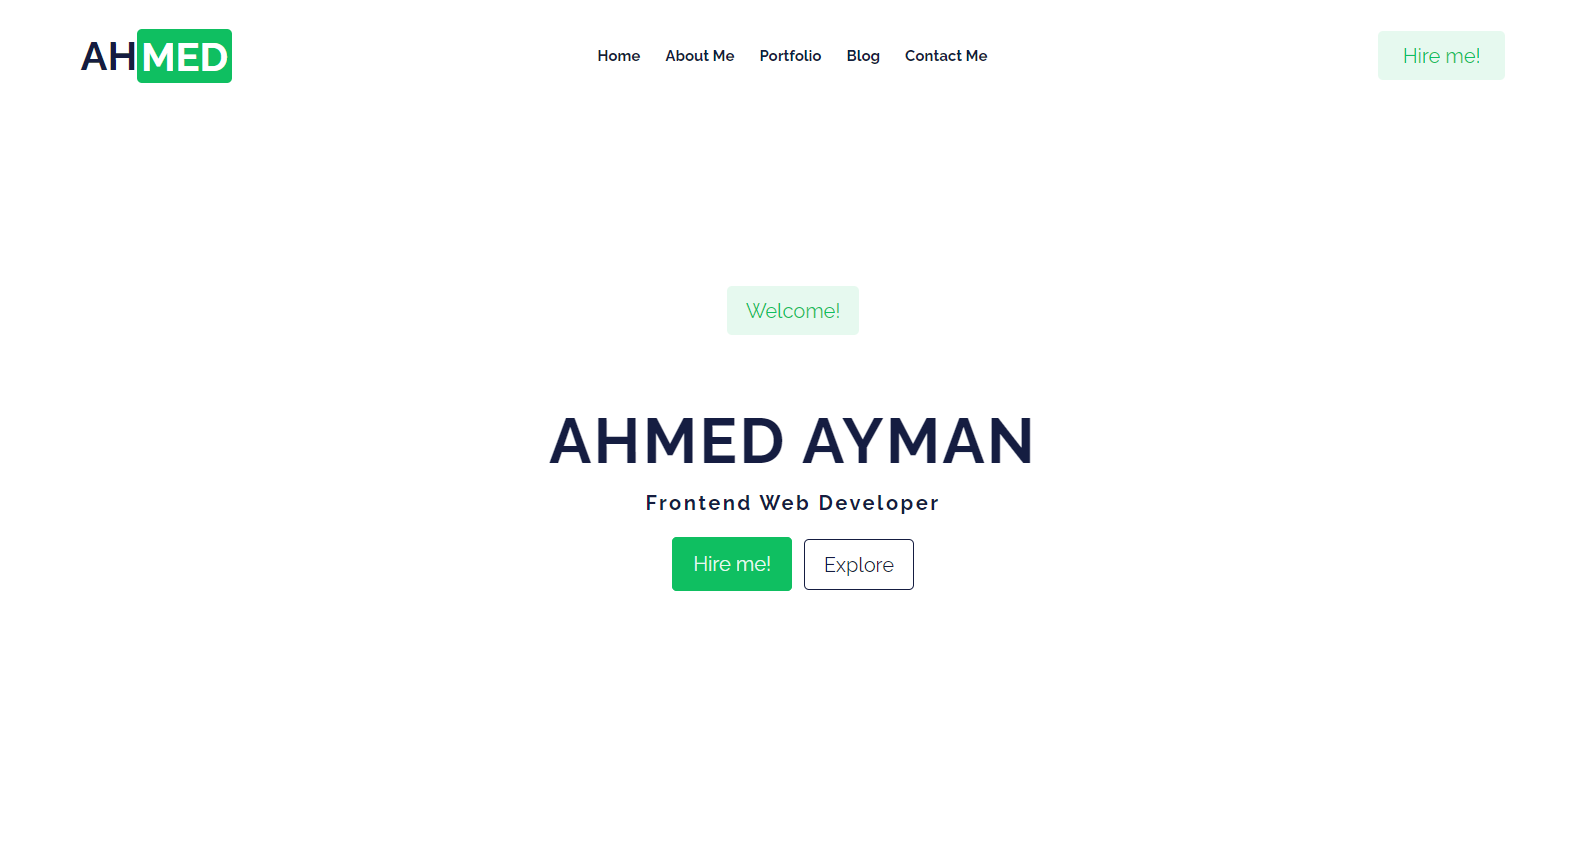 AHMED Home About Me Portfolio Blog Contact Me Hire me!
Welcome!
AHMED AYMAN
Frontend Web Developer
Hire me! Explore